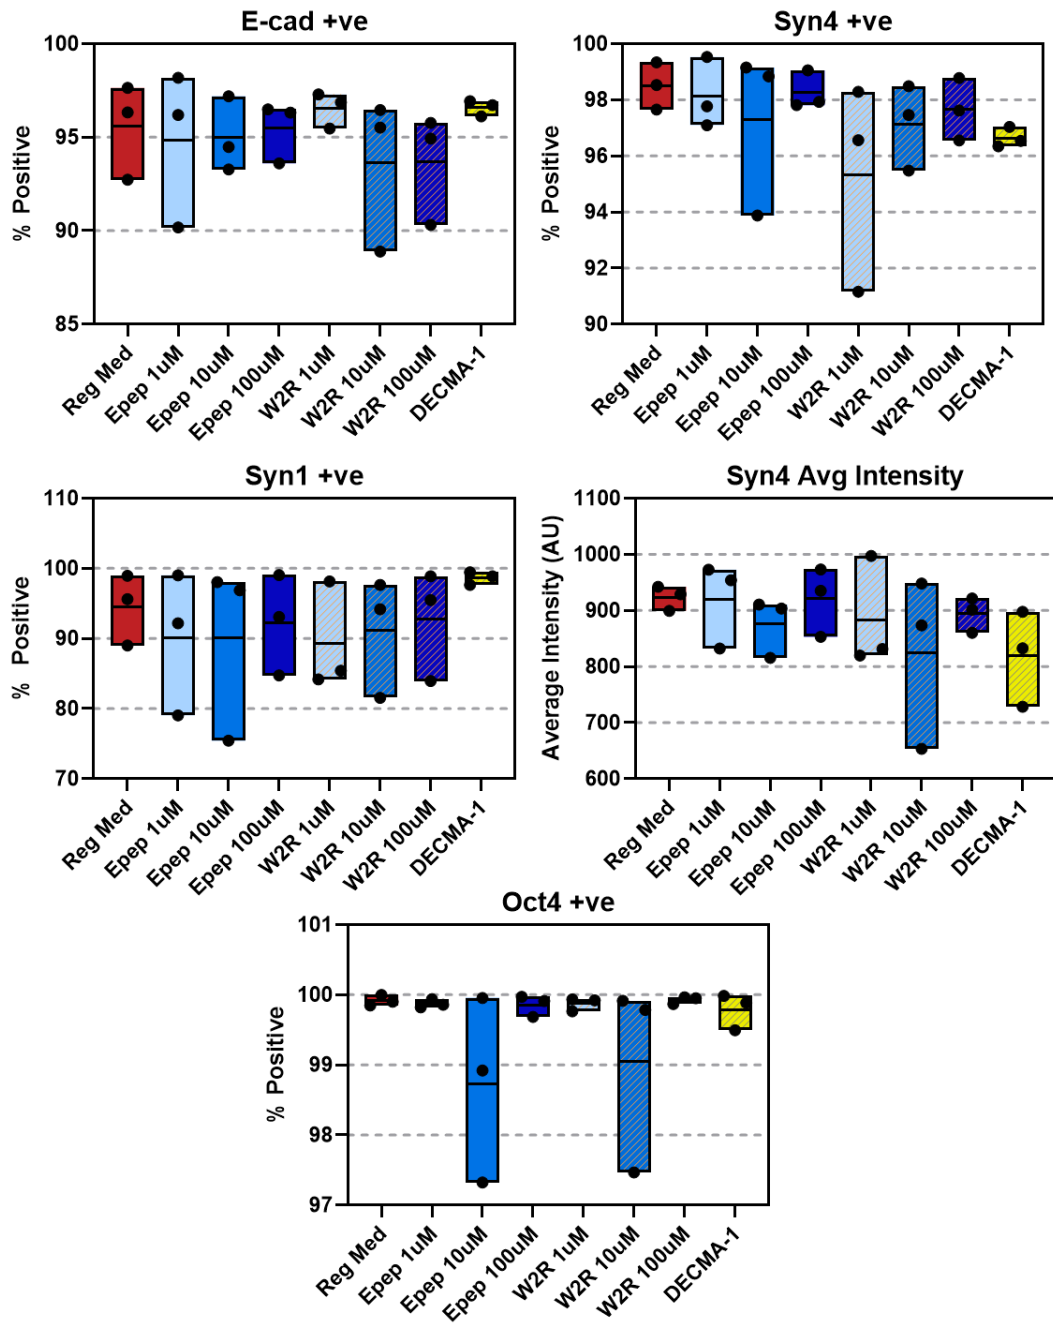 E-cad +ve
% Positive
100
95
90
85
Reg Med
Epep 1uM
Epep 10uM
Epep 100uM
W2R 1uM
W2R 10uM
W2R 100uM
DECMA-1
Syn4 +ve
% Positive
100
98
96
94
92
90
Reg Med
Epep 1uM
Epep 10uM
Epep 100uM
W2R 1uM
W2R 10uM
W2R 100uM
DECMA-1
Syn1 +ve
% Positive
110
100
90
80
70
Reg Med
Epep 1uM
Epep 10uM
Epep 100uM
W2R 1uM
W2R 10uM
W2R 100uM
DECMA-1
Syn4 Avg Intensity
Average Intensity (AU)
1100
1000
900
800
700
600
Reg Med
Epep 1uM
Epep 10uM
Epep 100uM
W2R 1uM
W2R 10uM
W2R 100uM
DECMA-1
Oct4 +ve
% Positive
101
100
99
98
97
Reg Med
Epep 1uM
Epep 10uM
Epep 100uM
W2R 1uM
W2R 10uM
W2R 100uM
DECMA-1